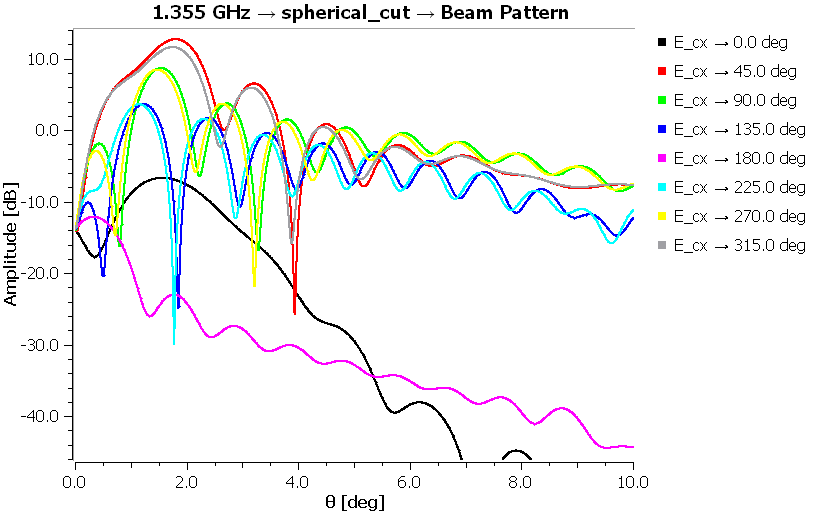 1.355 GHz → spherical_cut → Beam Pattern
Amplitude [dB]
10.0
0.0
-10.0
-20.0
-30.0
-40.0
0.0 2.0 4.0 6.0 8.0 10.0
θ [deg]
E_cx → 0.0 deg
E_cx → 45.0 deg
E_cx → 90.0 deg
E_cx → 135.0 deg
E_cx → 180.0 deg
E_cx → 225.0 deg
E_cx → 270.0 deg
E_cx → 315.0 deg